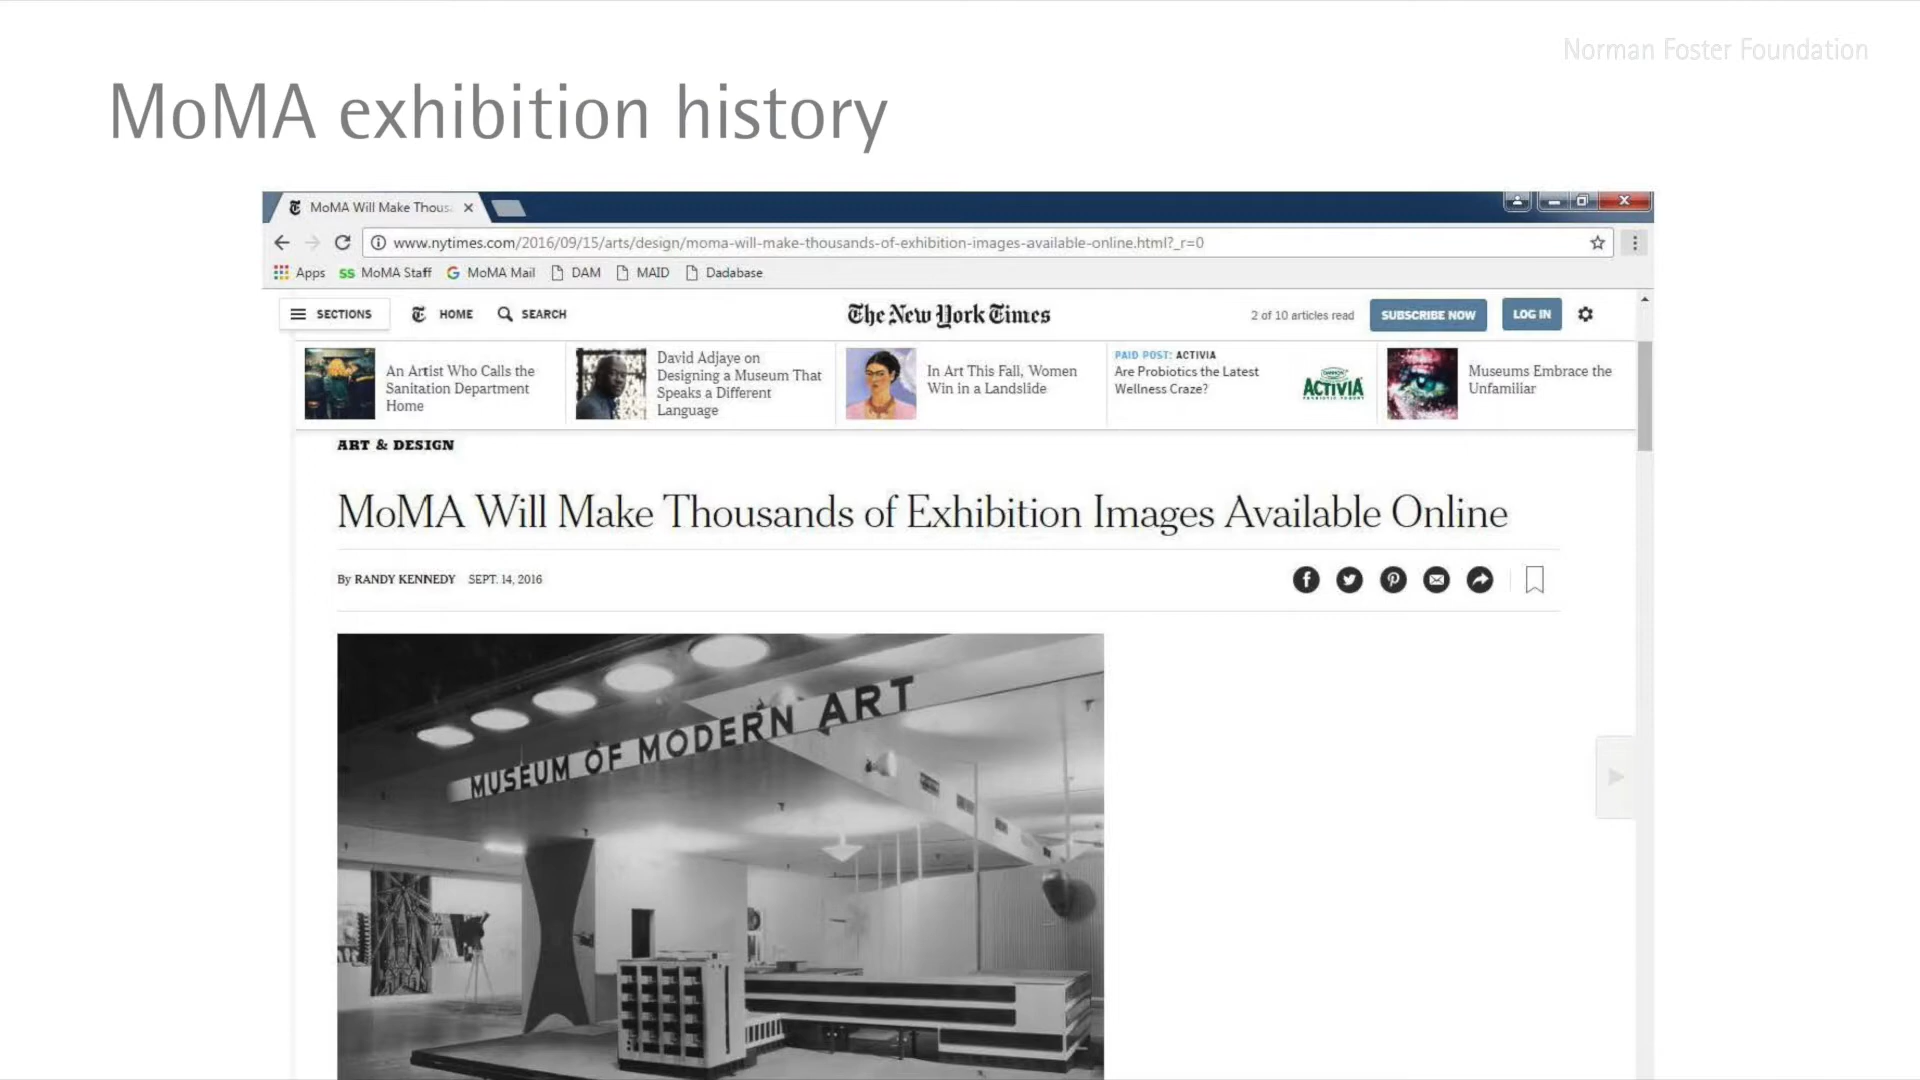 Norman Foster Foundation
MoMA exhibition history
MoMA Will Make Thous
www.nytimes.com/2016/09/15/arts/design/moma-will-make-thousands-of-exhibition-images-available-online.html?_r=0
Apps SS MoMA Staff G MoMA Mail DAM MAID Dadabase
SECTIONS HOME SEARCH The New York Times 2 of 10 articles read SUBSCRIBE NOW LOG IN
An Artist Who Calls the
Sanitation Department
Home
David Adjaye on
Designing a Museum That
Speaks a Different
Language
In Art This Fall, Women
Win in a Landslide
PAID POST: ACTIVIA
Are Probiotics the Latest
Wellness Craze?
ACTIVIA
Museums Embrace the
Unfamiliar
ART & DESIGN
MoMA Will Make Thousands of Exhibition Images Available Online
By RANDY KENNEDY SEPT. 14, 2016
MUSEUM OF MODERN ART